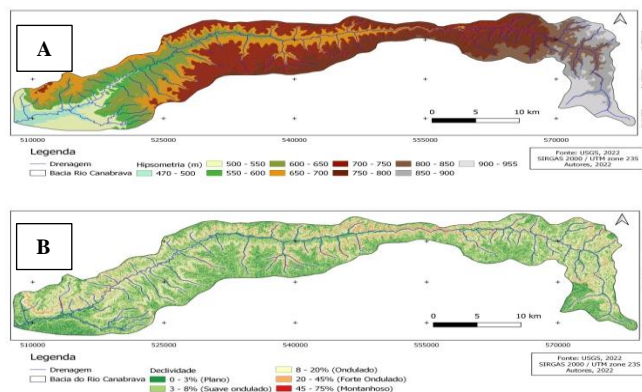 A
0 5 10 km
510000 525000 540000 555000 570000
Legenda
Drenagem
Bacia Rio Canabrava
Hipsometria (m)
470 - 500
500 - 550
550 - 600
600 - 650
650 - 700
700 - 750
750 - 800
800 - 850
850 - 900
900 - 955
Fonte: USGS, 2022
SIRGAS 2000 / UTM zone 23S
Autores, 2022
B
0 5 10 km
510000 525000 540000 555000 570000
Legenda
Drenagem
Bacia do Rio Canabrava
Declividade
0 - 3% (Plano)
3 - 8% (Suave ondulado)
8 - 20% (Ondulado)
20 - 45% (Forte Ondulado)
45 - 75% (Montanhoso)
Fonte: USGS, 2022
SIRGAS 2000 / UTM zone 23S
Autores, 2022